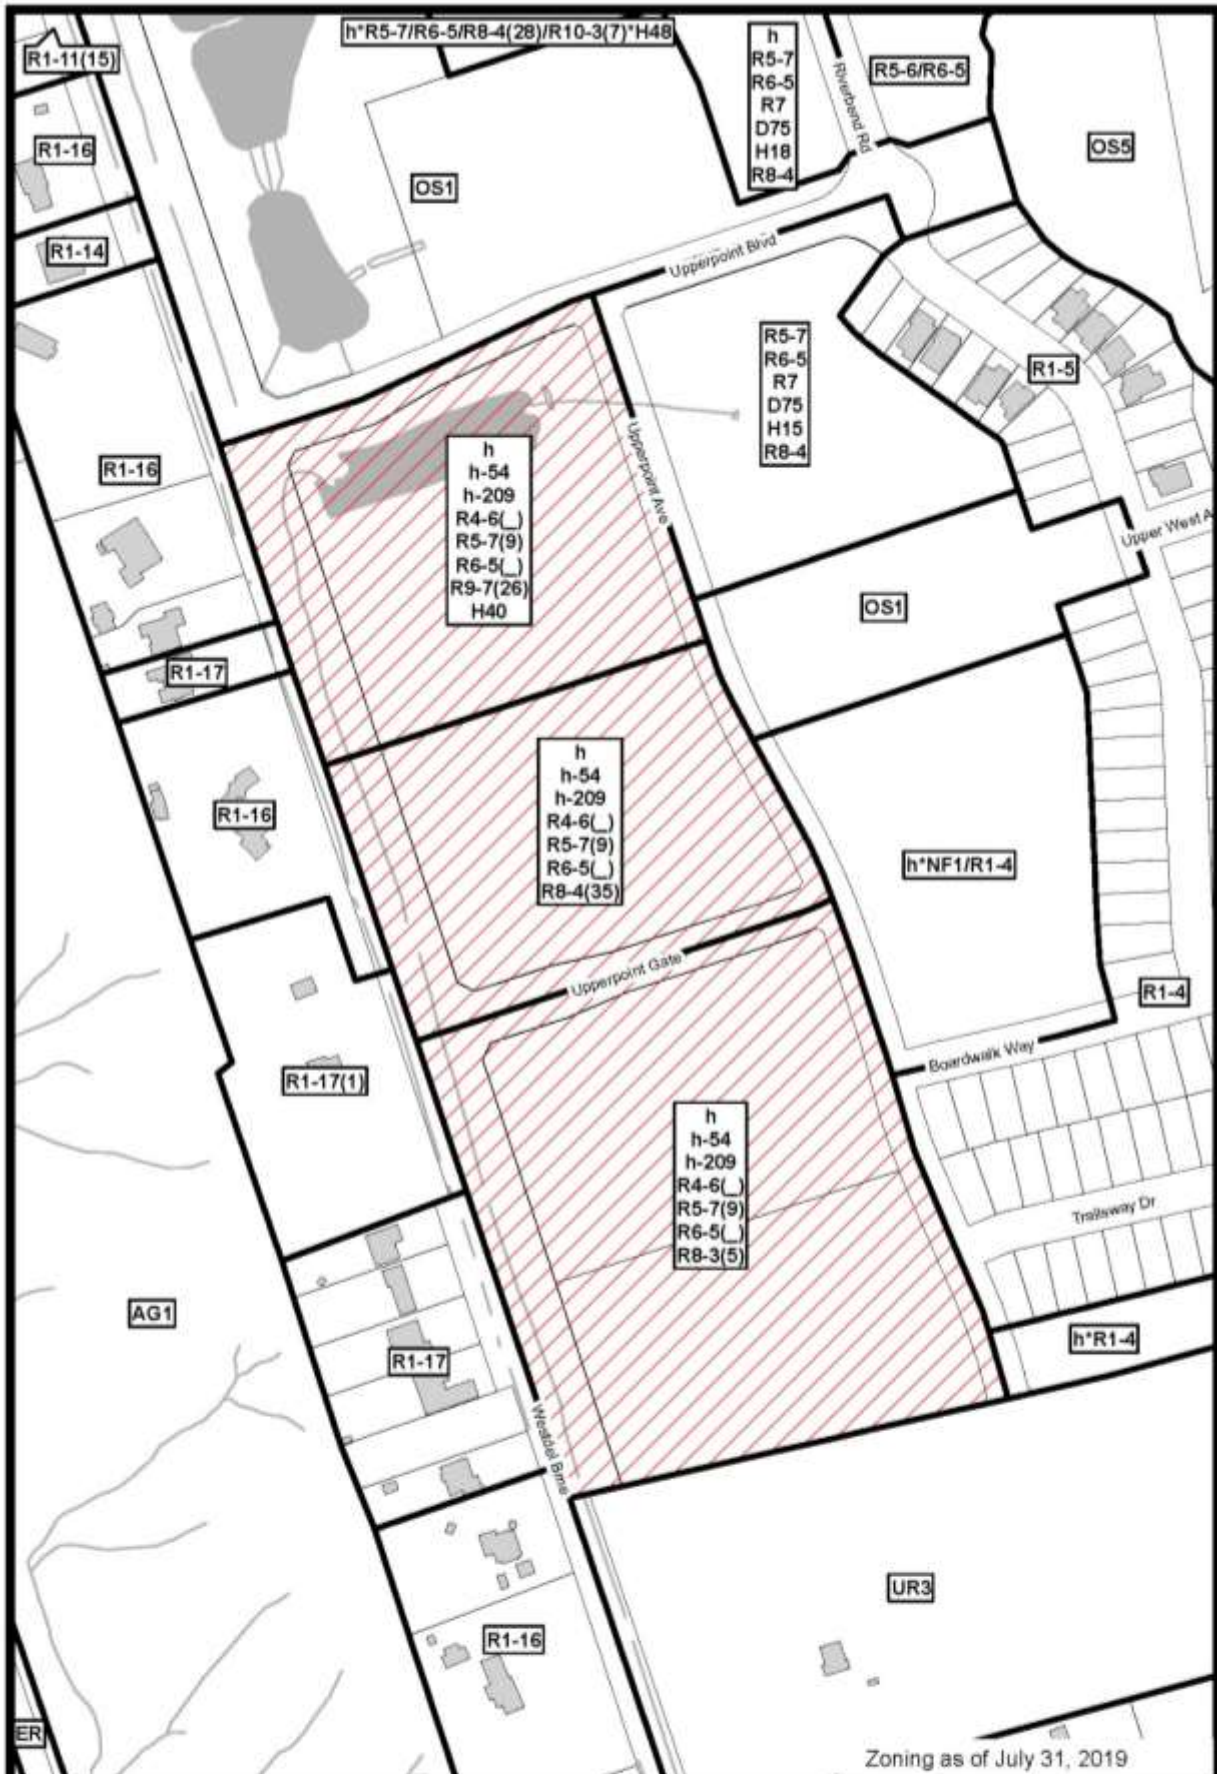 h*R5-7/R6-5/R8-4(28)/R10-3(7)*H48
R1-11(15)
h
R5-7
R6-5
R7
D75
H18
R8-4
Riverbend Rd
R5-6/R6-5
OS5
R1-16
OS1
R1-14
Upperpoint Blvd
R5-7
R6-5
R7
D75
H15
R8-4
R1-5
R1-16
h
h-54
h-209
R4-6(_)
R5-7(9)
R6-5(_)
R9-7(26)
H40
Upperpoint Ave
Upper West A
OS1
R1-17
h
h-54
h-209
R4-6(_)
R5-7(9)
R6-5(_)
R8-4(35)
R1-16
h*NF1/R1-4
Upperpoint Gate
R1-4
Boardwalk Way
R1-17(1)
h
h-54
h-209
R4-6(_)
R5-7(9)
R6-5(_)
R8-3(5)
Trailsway Dr
AG1
h*R1-4
R1-17
Westdel Brne
UR3
R1-16
ER
Zoning as of July 31, 2019